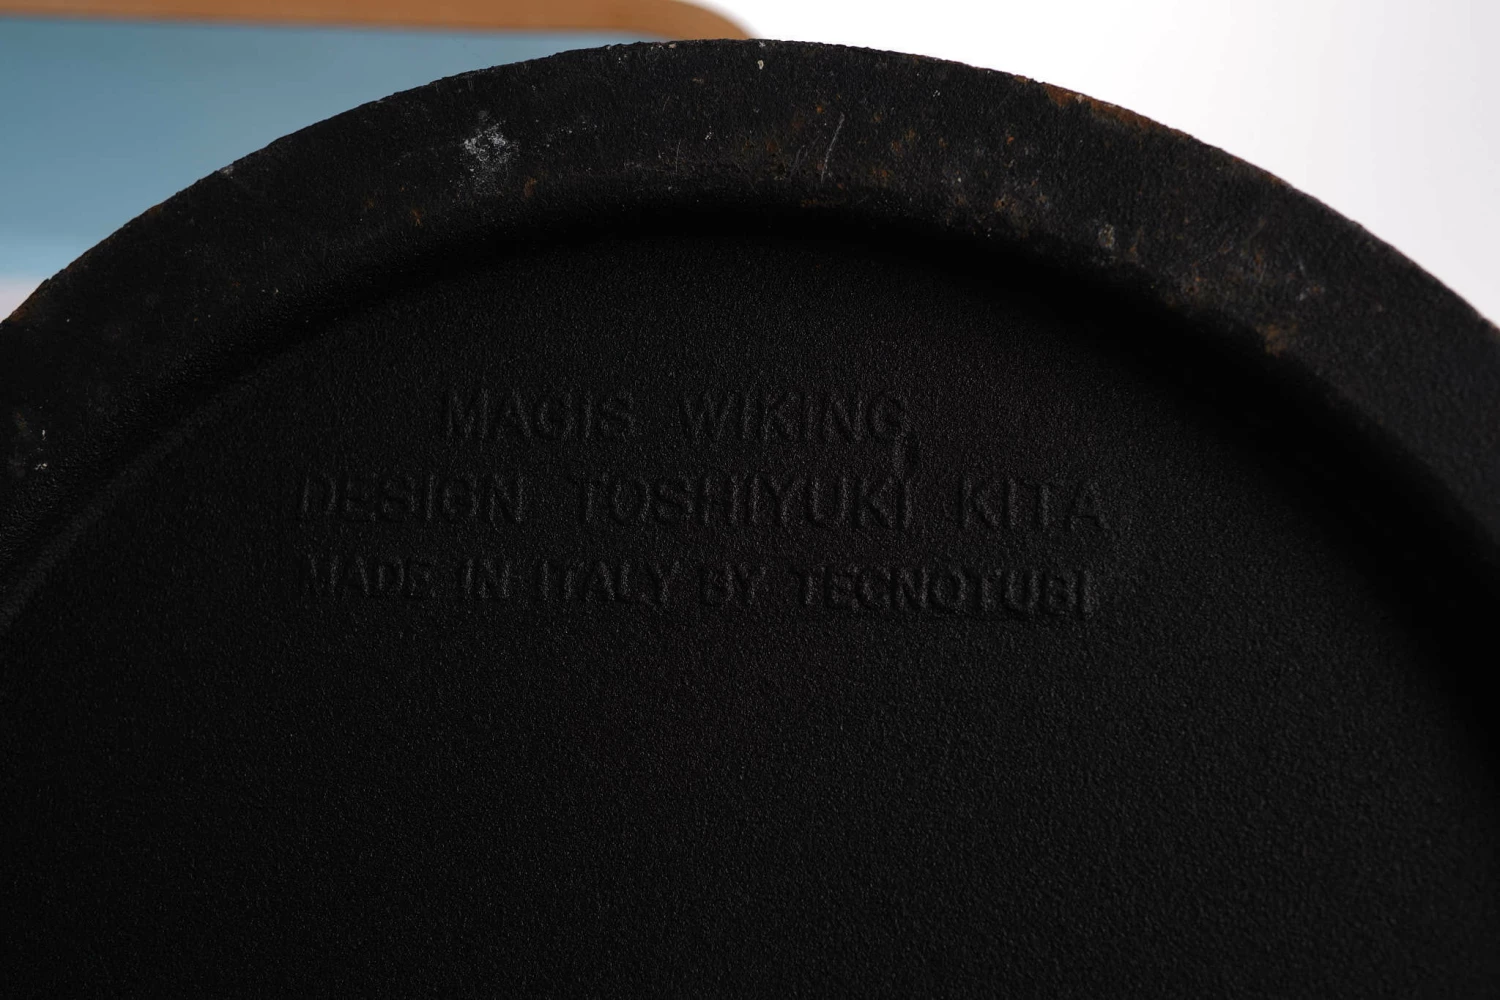 MAGIS WIKING
DESIGN TOSHIYUKI KITA
MADE IN ITALY BY TECNOTUBI